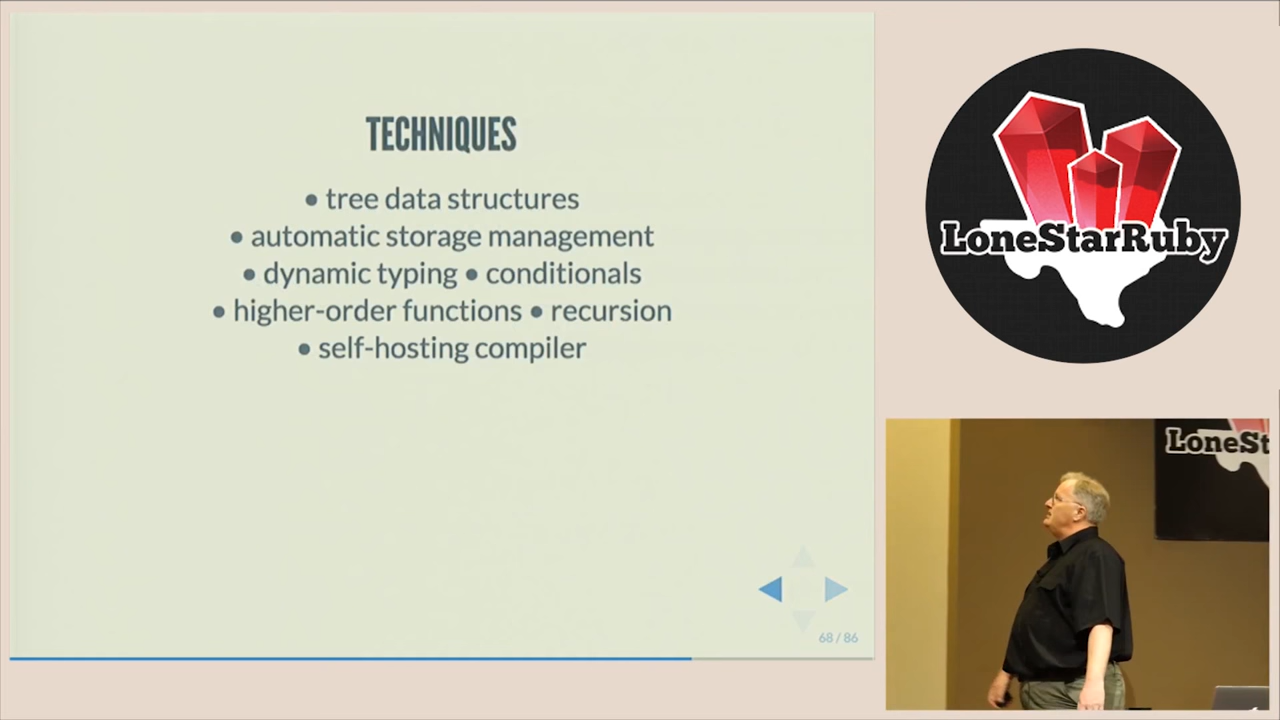 TECHNIQUES
• tree data structures
• automatic storage management
• dynamic typing • conditionals
• higher-order functions • recursion
• self-hosting compiler
68 / 86
LoneStarRuby
LoneSt